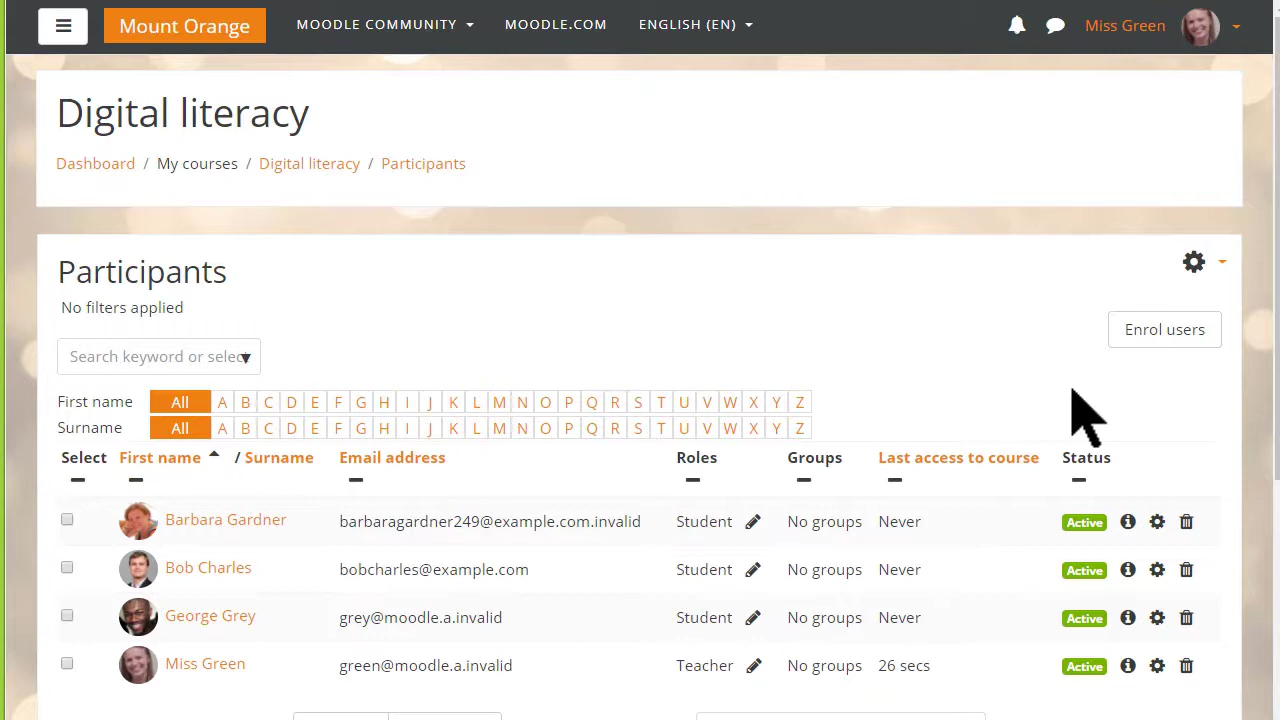 Mount Orange MOODLE COMMUNITY MOODLE.COM ENGLISH (EN) Miss Green
Digital literacy
Dashboard / My courses / Digital literacy / Participants
Participants
No filters applied
Enrol users
Search keyword or selec
First name All A B C D E F G H I J K L M N O P Q R S T U V W X Y Z
Surname All A B C D E F G H I J K L M N O P Q R S T U V W X Y Z
Select First name / Surname Email address Roles Groups Last access to course Status
Barbara Gardner barbaragardner249@example.com.invalid Student No groups Never Active
Bob Charles bobcharles@example.com Student No groups Never Active
George Grey grey@moodle.a.invalid Student No groups Never Active
Miss Green green@moodle.a.invalid Teacher No groups 26 secs Active